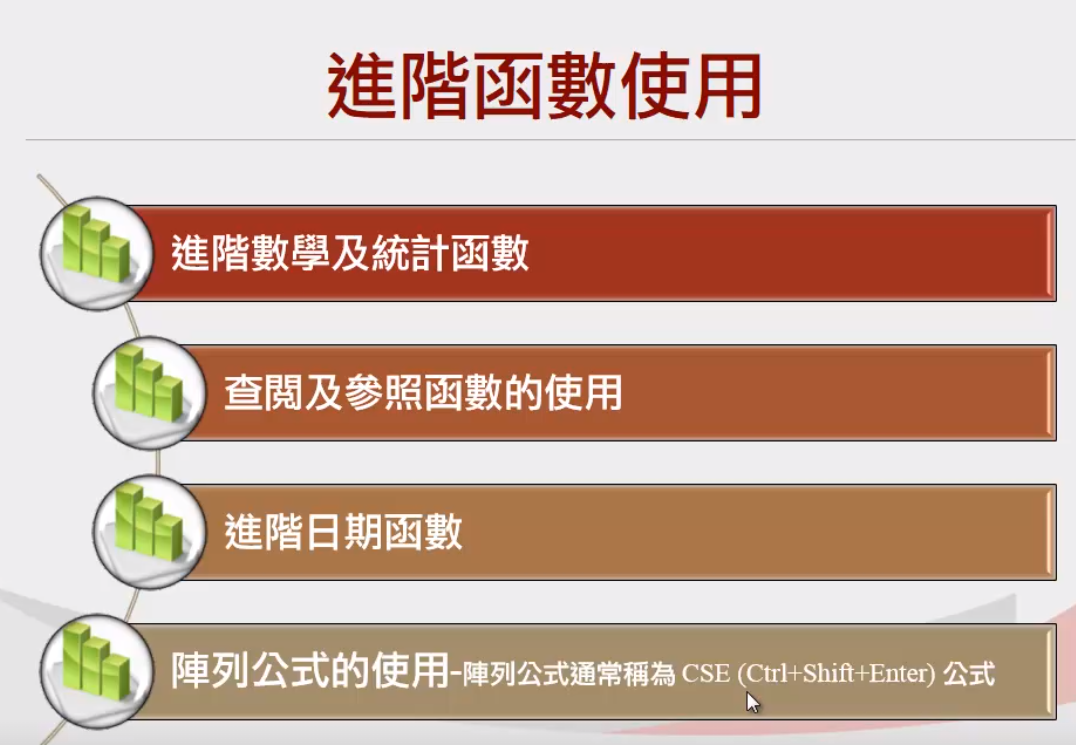 進階函數使用
進階數學及統計函數
查閱及參照函數的使用
進階日期函數
陣列公式的使用-陣列公式通常稱為 CSE (Ctrl+Shift+Enter) 公式